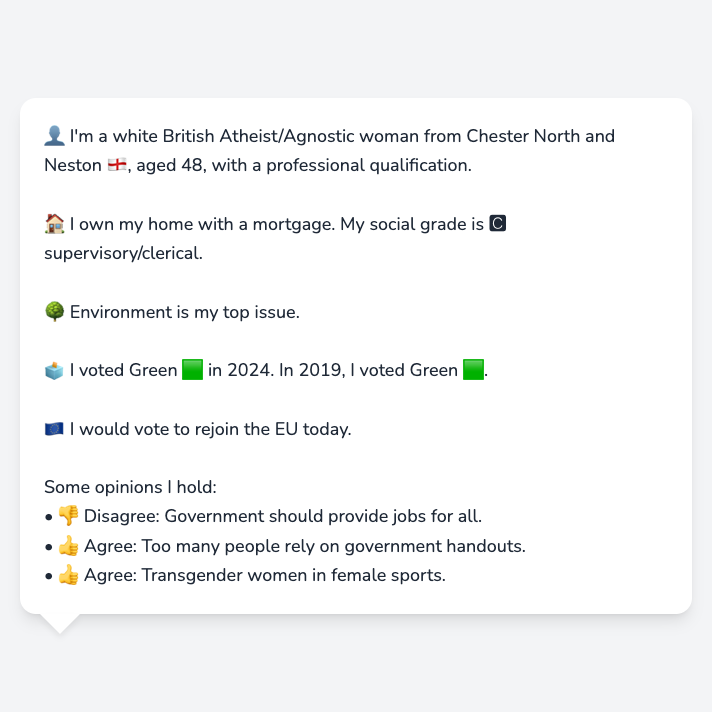 👤 I'm a white British Atheist/Agnostic woman from Chester North and
Neston 🏴󠁧󠁢󠁥󠁮󠁧󠁿, aged 48, with a professional qualification.
🏠 I own my home with a mortgage. My social grade is 🅲
supervisory/clerical.
🌳 Environment is my top issue.
🗳️ I voted Green 🟩 in 2024. In 2019, I voted Green 🟩.
🇪🇺 I would vote to rejoin the EU today.
Some opinions I hold:
• 👎 Disagree: Government should provide jobs for all.
• 👍 Agree: Too many people rely on government handouts.
• 👍 Agree: Transgender women in female sports.